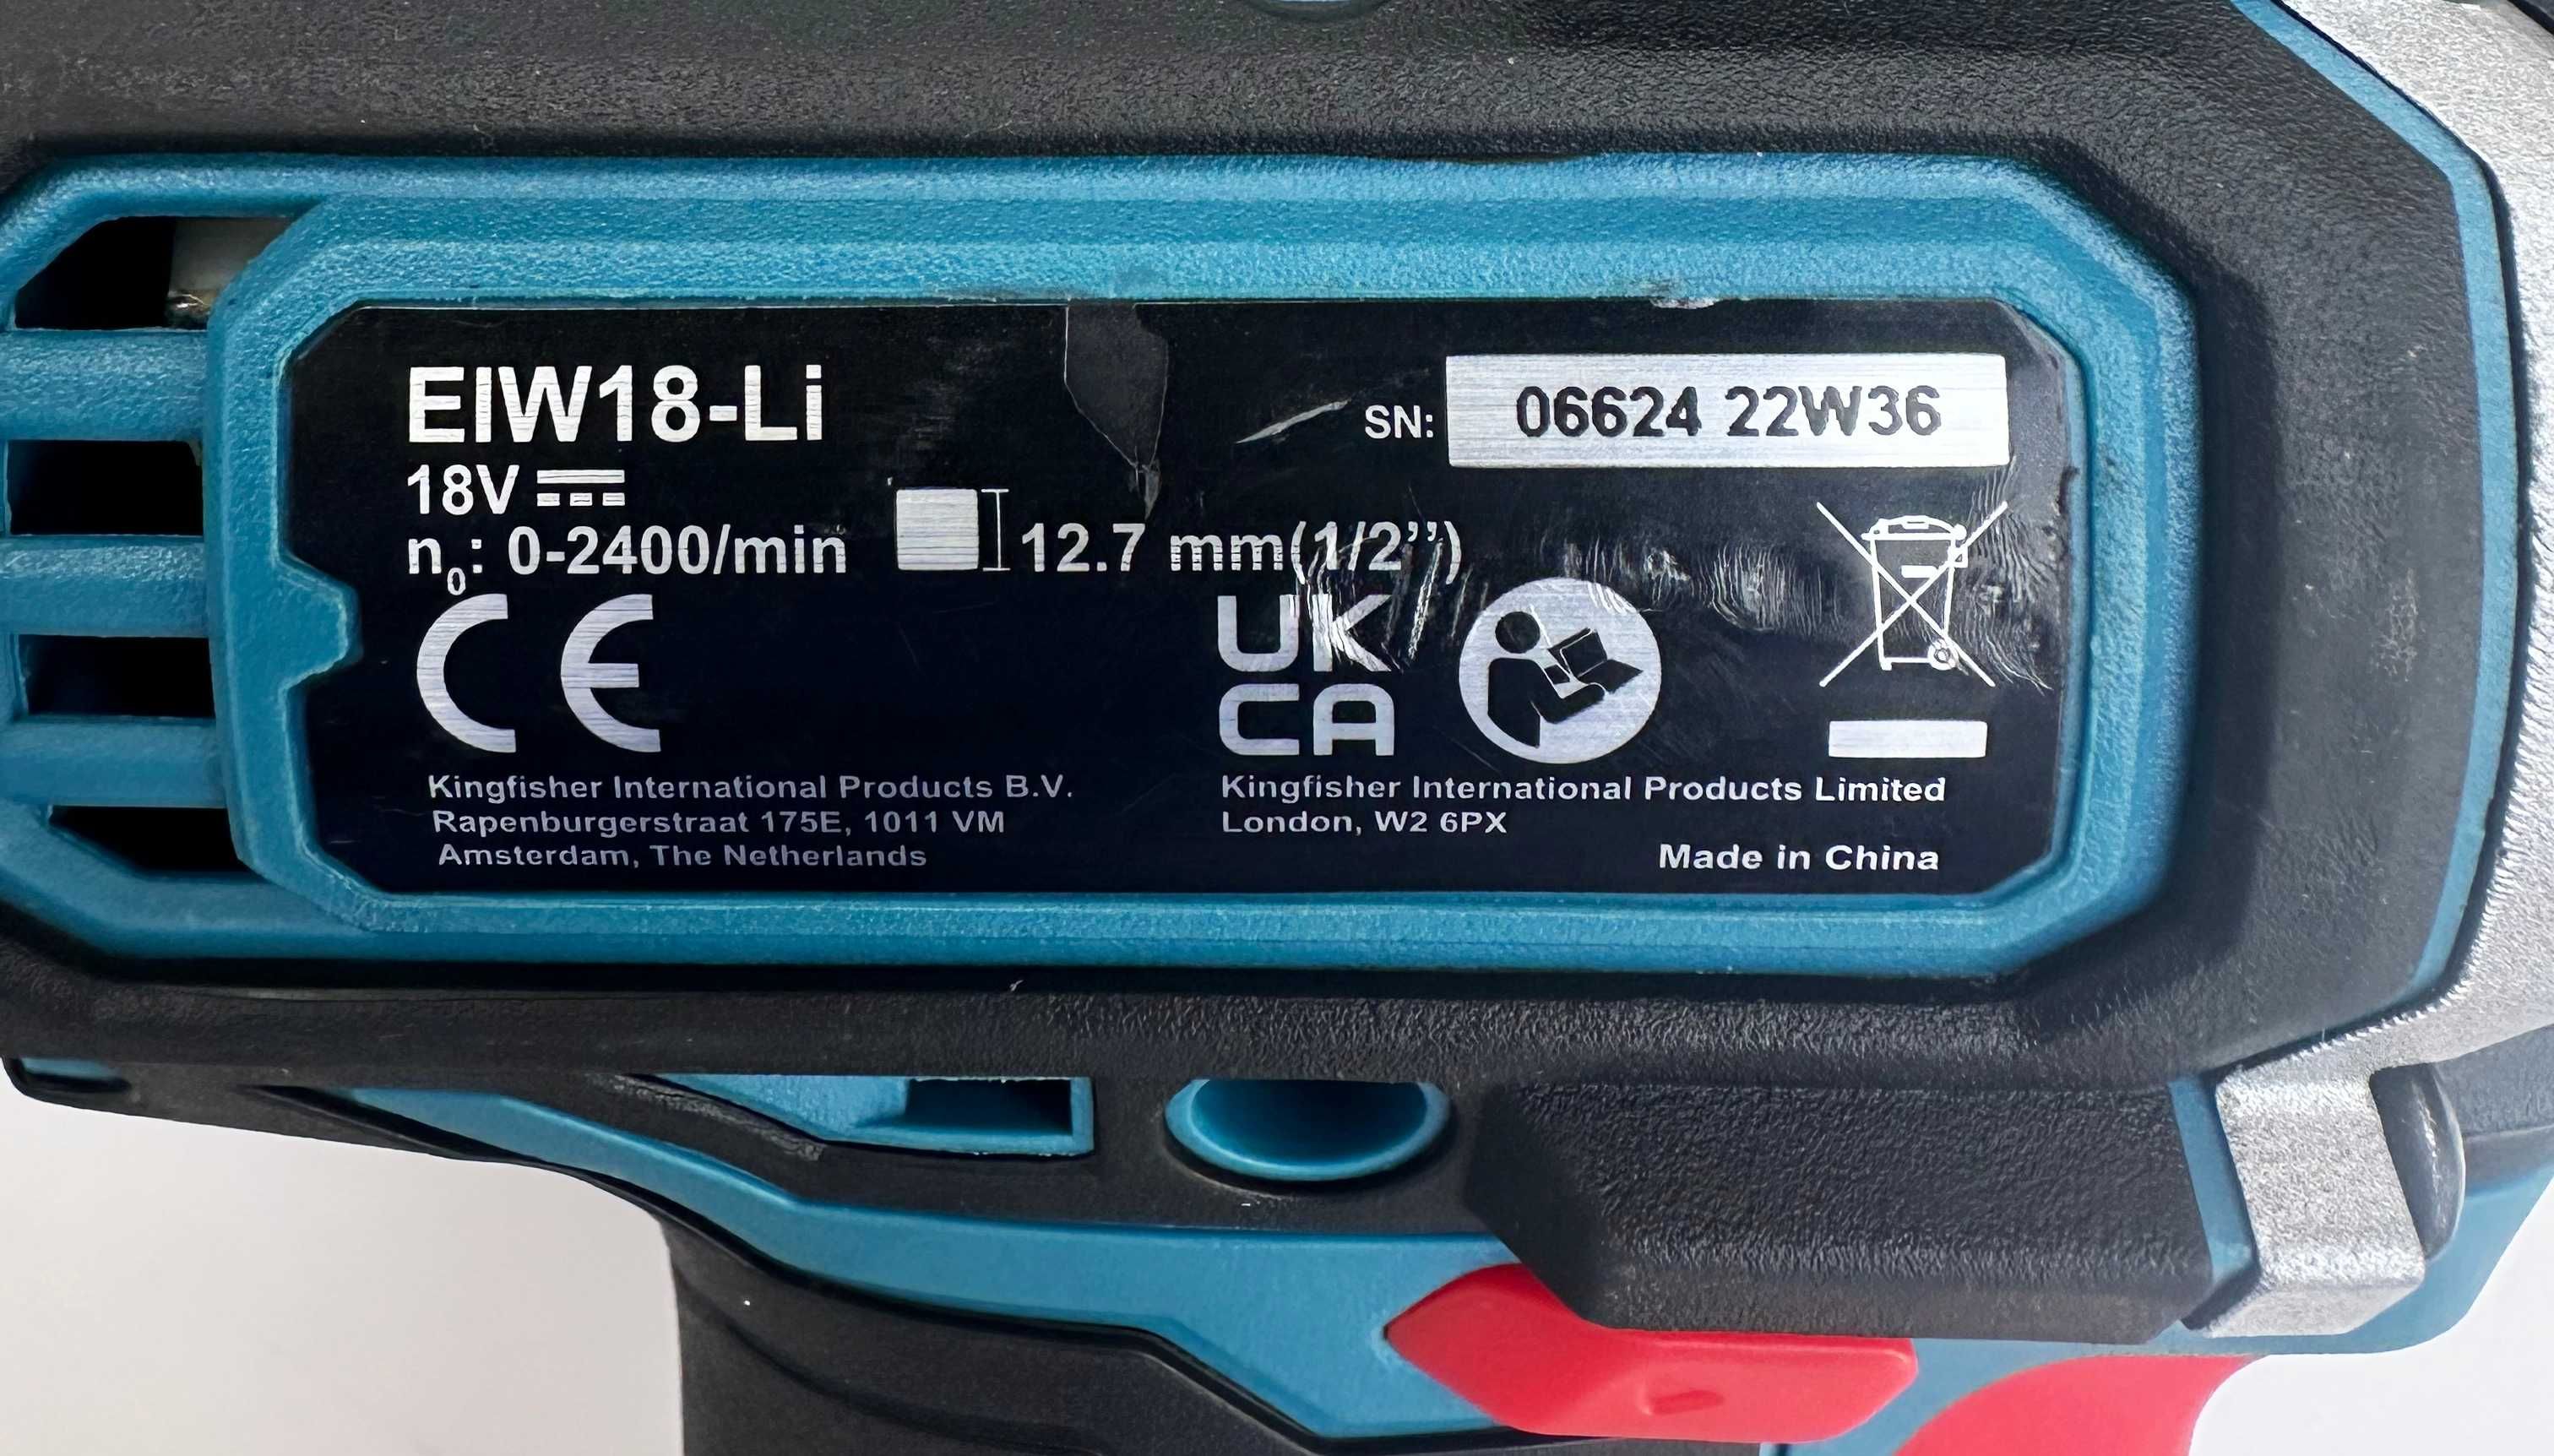 EIW18-Li
18V
n0: 0-2400/min
12.7 mm(1/2”)
SN: 06624 22W36
CE
UK
CA
Kingfisher International Products B.V.
Rapenburgerstraat 175E, 1011 VM
Amsterdam, The Netherlands
Kingfisher International Products Limited
London, W2 6PX
Made in China